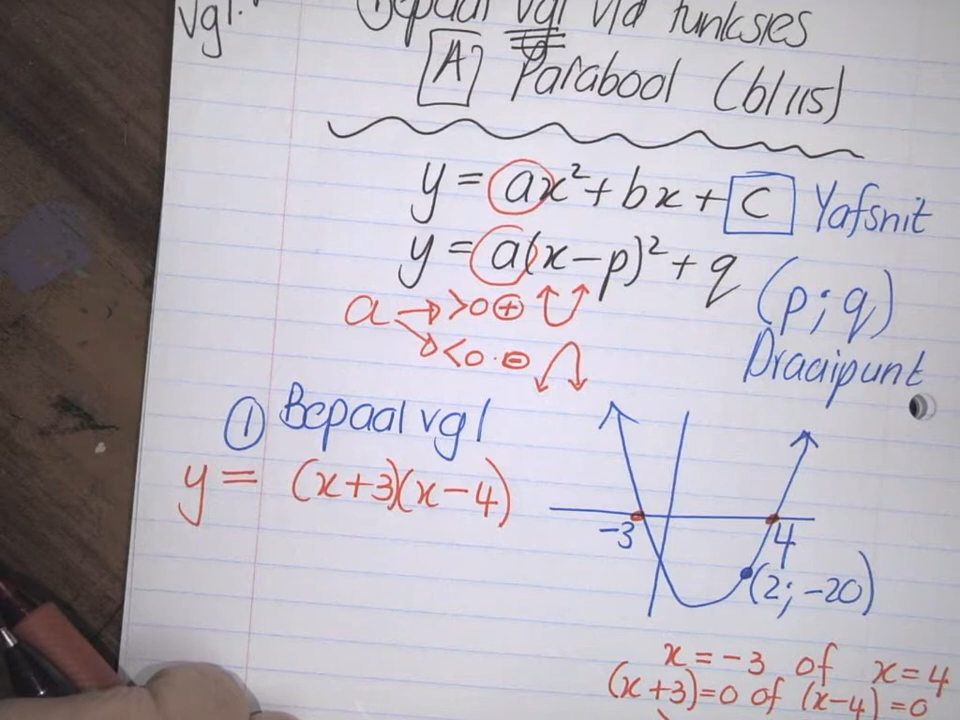 vgl.
① Bepaal vgl v/d funksies
A Parabool (bl 115)
y = ax² + bx + c Yafsnit
y = a(x-p)² + q (p; q)
a → >0 ⊕
Draaipunt
→ <0 · ⊖
① Bepaal vgl
y = (x+3)(x-4)
-3 4
(2; -20)
x = -3 of x = 4
(x+3)=0 of (x-4)=0